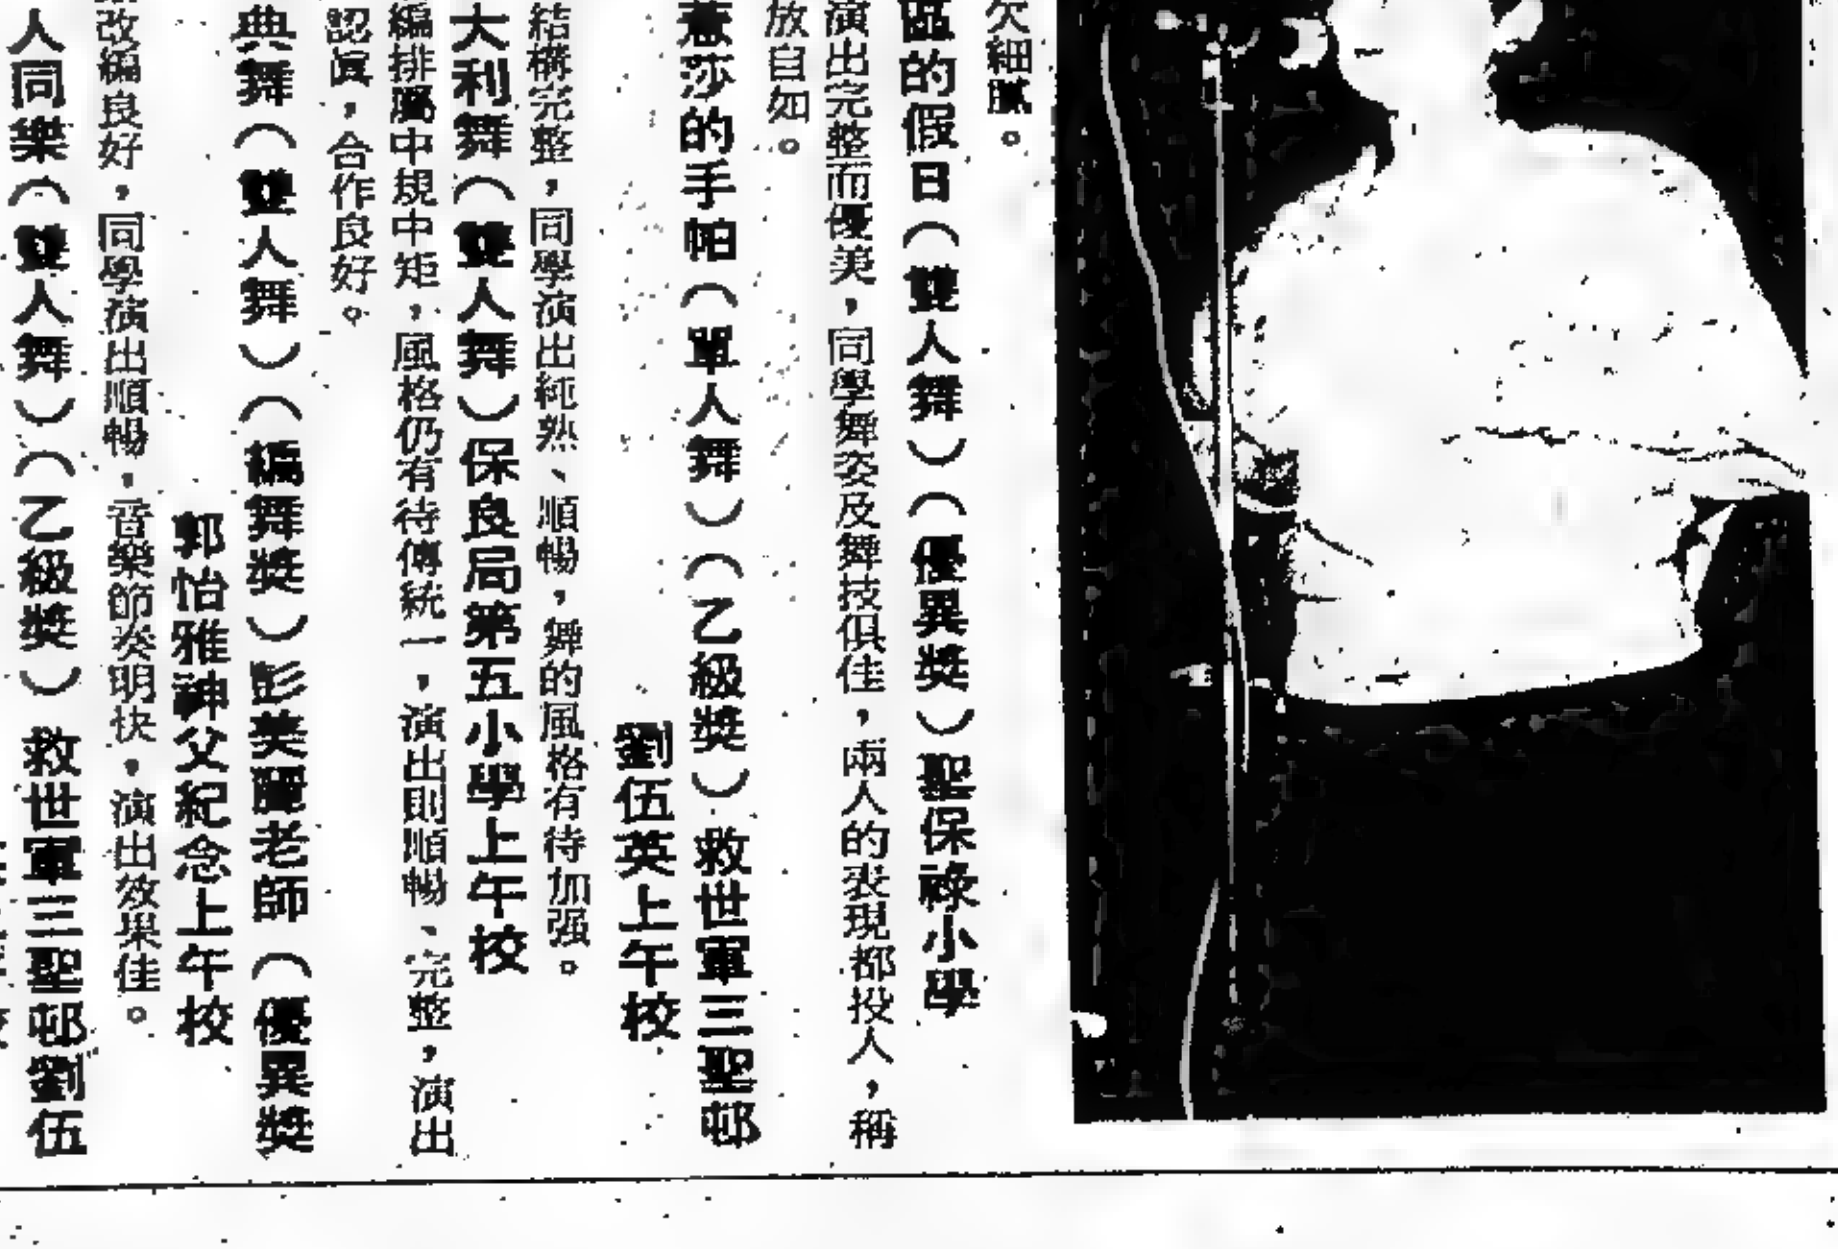 欠細膩。
區的假日（雙人舞）（優異獎）聖保祿小學
演出完整而優美，同學舞姿及舞技俱佳，兩人的表現都投人，稱
放自如。
莎的手帕（單人舞）（乙級獎）救世軍三聖邨
劉伍英上午校
結構完整，同學演出純熟、順暢，舞的風格有待加强。
大利舞（雙人舞）保良局第五小學上午校
編排屬中規中矩，風格仍有待傳統一，演出則順暢、完整，演出
認眞，合作良好。
典舞（雙人舞）（編舞獎）彭美蘭老師（優異獎
郭怡雅神父紀念上午校
改編良好，同學演出順暢，音樂節奏明快，演出效果佳。
人同樂（雙人舞）（乙級獎）救世軍三聖邨劉伍